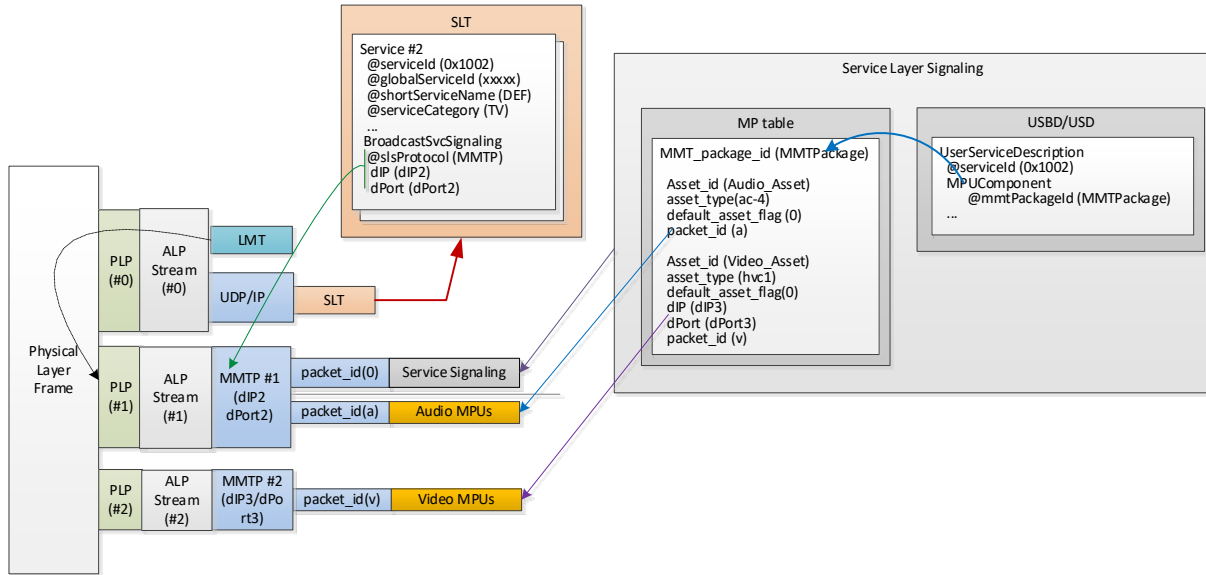 SLT
Service #2
@serviceId (0x1002)
@globalServiceId (xxxxx)
@shortServiceName (DEF)
@serviceCategory (TV)
...
BroadcastSvcSignaling
@slsProtocol (MMTP)
dIP (dIP2)
dPort (dPort2)
Service Layer Signaling
MP table
MMT_package_id (MMTPackage)
Asset_id (Audio_Asset)
asset_type(ac-4)
default_asset_flag (0)
packet_id (a)
Asset_id (Video_Asset)
asset_type (hvc1)
default_asset_flag(0)
dIP (dIP3)
dPort (dPort3)
packet_id (v)
USBD/USD
UserServiceDescription
@serviceId (0x1002)
MPUComponent
@mmtPackageId (MMTPackage)
...
Physical
Layer
Frame
PLP
(#0)
ALP
Stream
(#0)
LMT
UDP/IP
SLT
PLP
(#1)
ALP
Stream
(#1)
MMTP #1
(dIP2
dPort2)
packet_id(0)
Service Signaling
packet_id(a)
Audio MPUs
PLP
(#2)
ALP
Stream
(#2)
MMTP #2
(dIP3/dPo
rt3)
packet_id(v)
Video MPUs